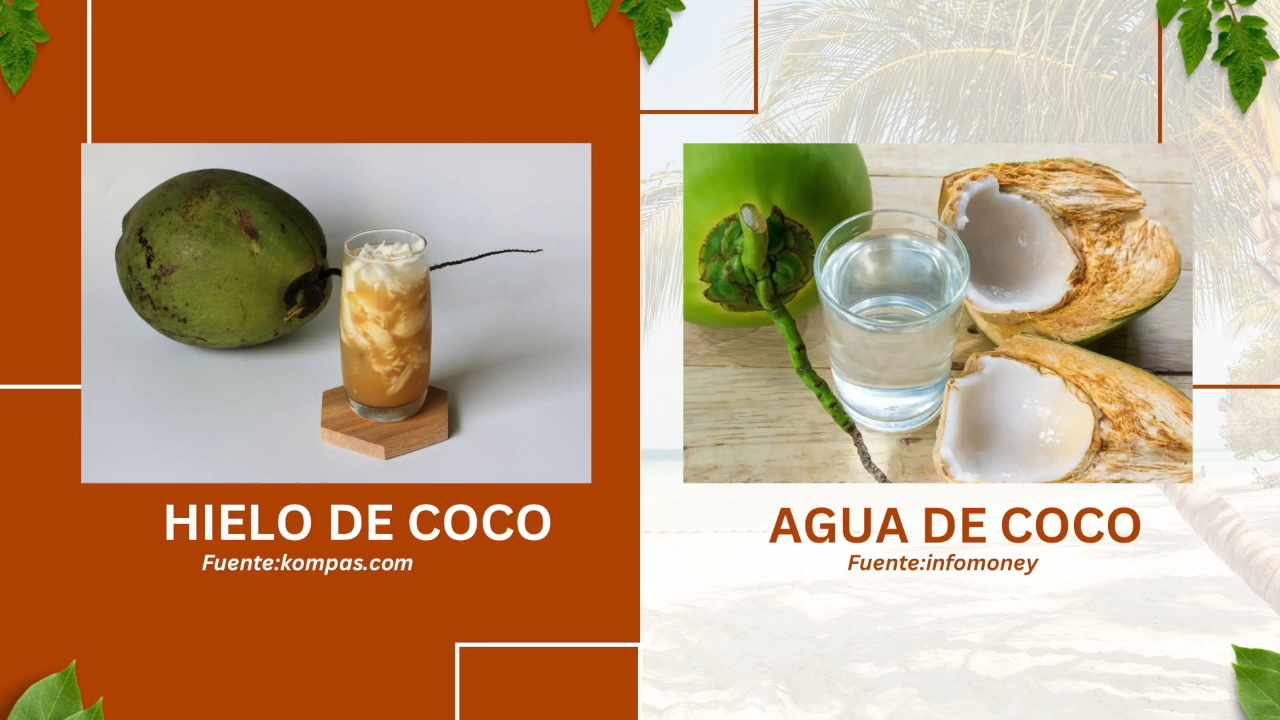 HIELO DE COCO
Fuente:kompas.com
AGUA DE COCO
Fuente:infomoney